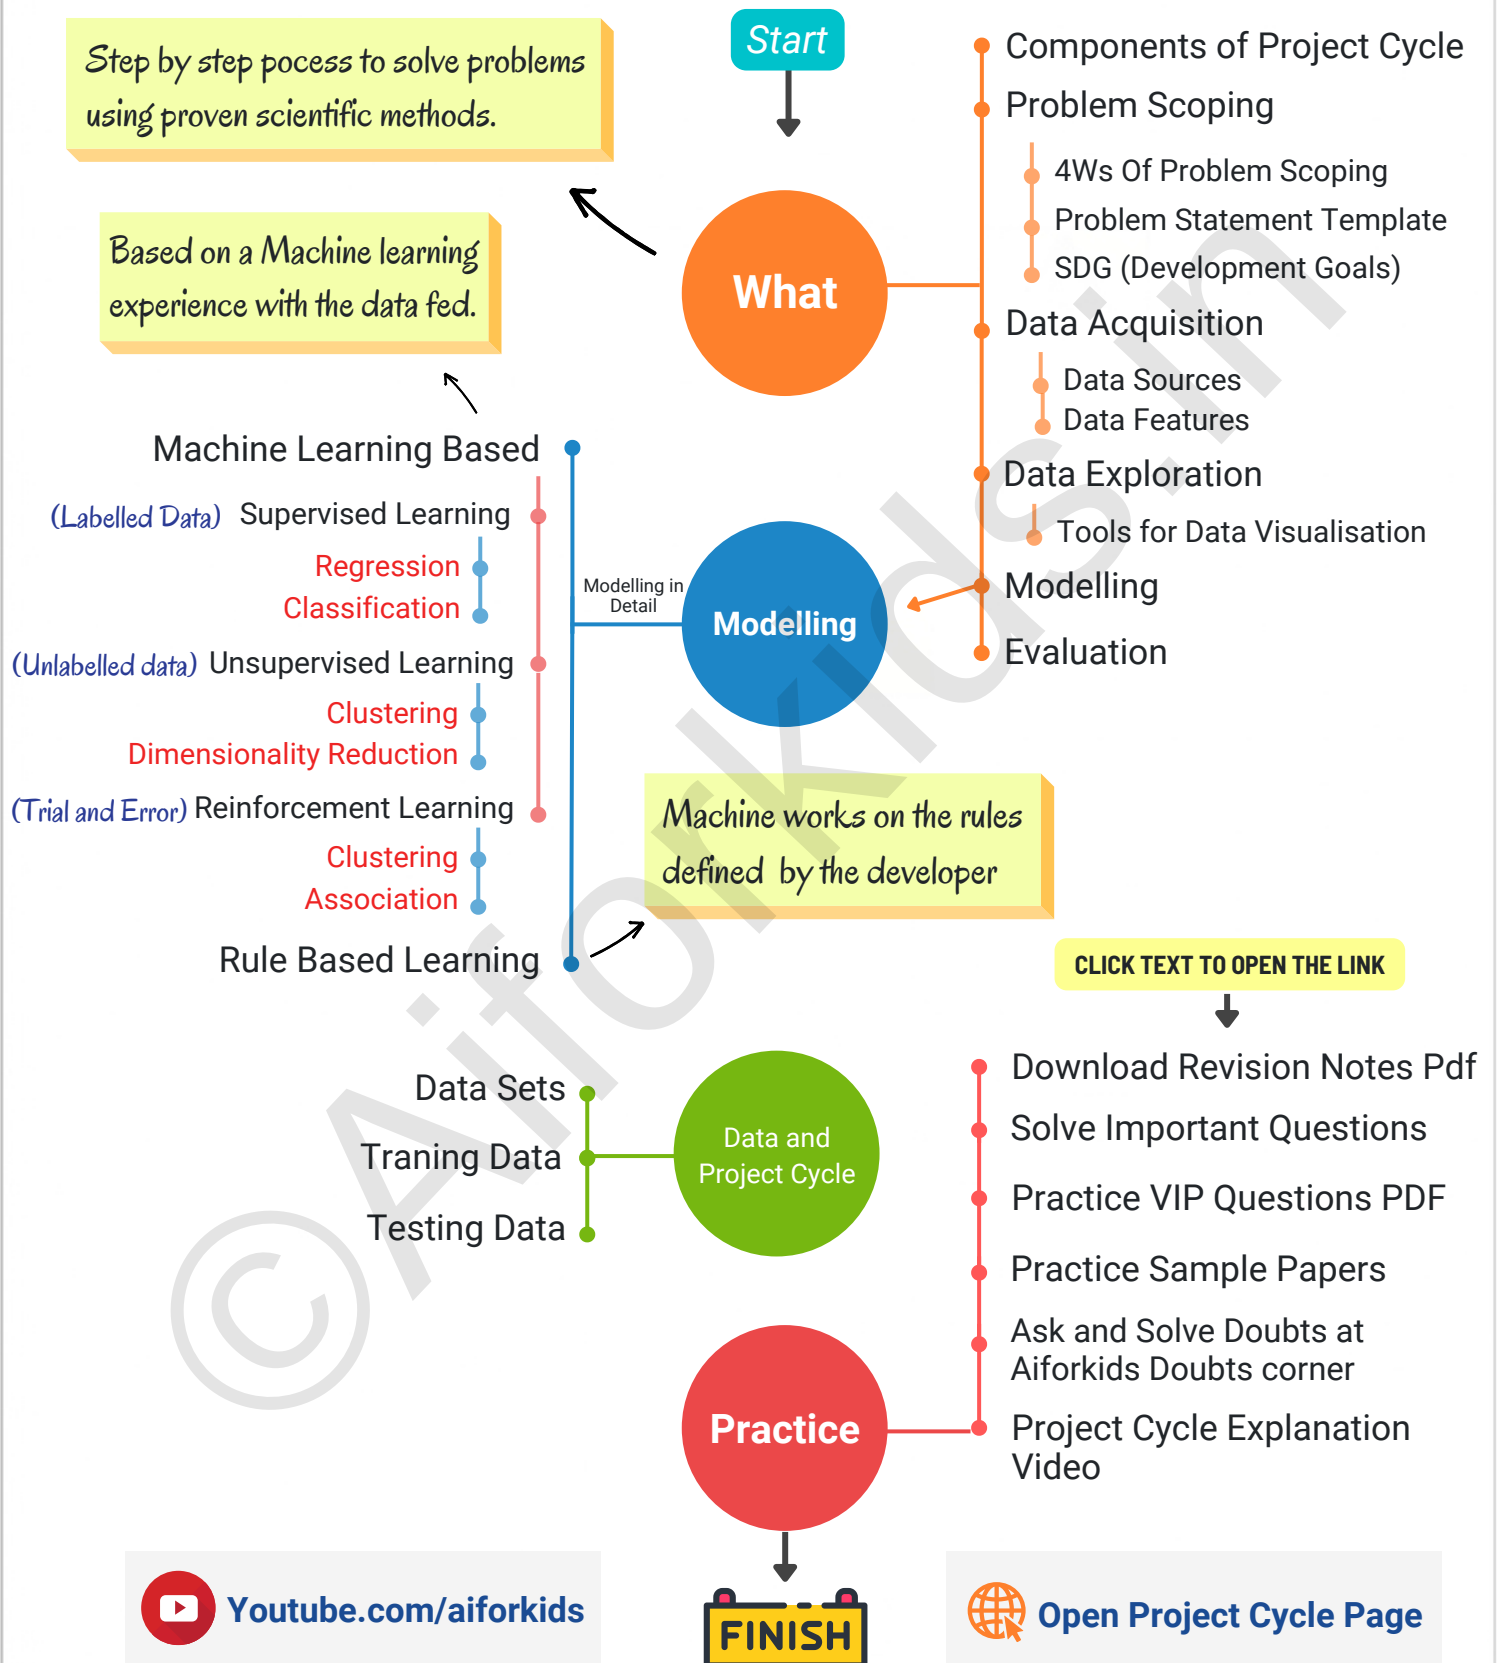 Start
Step by step pocess to solve problems
using proven scientific methods.
What
Components of Project Cycle
Problem Scoping
4Ws Of Problem Scoping
Problem Statement Template
SDG (Development Goals)
Data Acquisition
Data Sources
Data Features
Data Exploration
Tools for Data Visualisation
Modelling
Evaluation
Based on a Machine learning
experience with the data fed.
Modelling
Modelling in
Detail
Machine Learning Based
(Labelled Data) Supervised Learning
Regression
Classification
(Unlabelled data) Unsupervised Learning
Clustering
Dimensionality Reduction
(Trial and Error) Reinforcement Learning
Clustering
Association
Rule Based Learning
Machine works on the rules
defined by the developer
Data and
Project Cycle
Data Sets
Traning Data
Testing Data
CLICK TEXT TO OPEN THE LINK
Download Revision Notes Pdf
Solve Important Questions
Practice VIP Questions PDF
Practice Sample Papers
Ask and Solve Doubts at
Aiforkids Doubts corner
Project Cycle Explanation
Video
Practice
FINISH
Youtube.com/aiforkids
Open Project Cycle Page
©Aiforkids.in